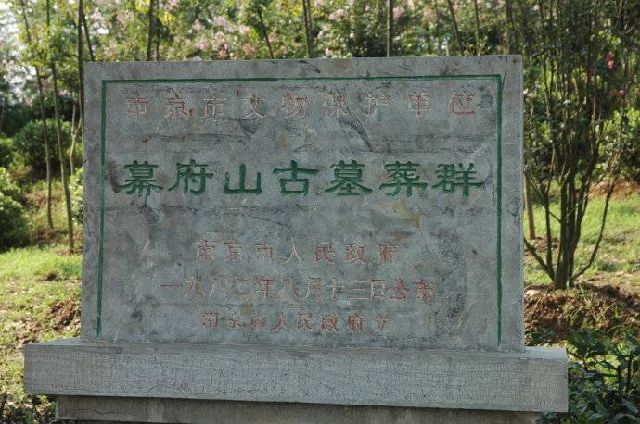 南京市文物保护单位
幕府山古墓葬群
南京市人民政府
一九八二年八月十三日公布
南京市人民政府立